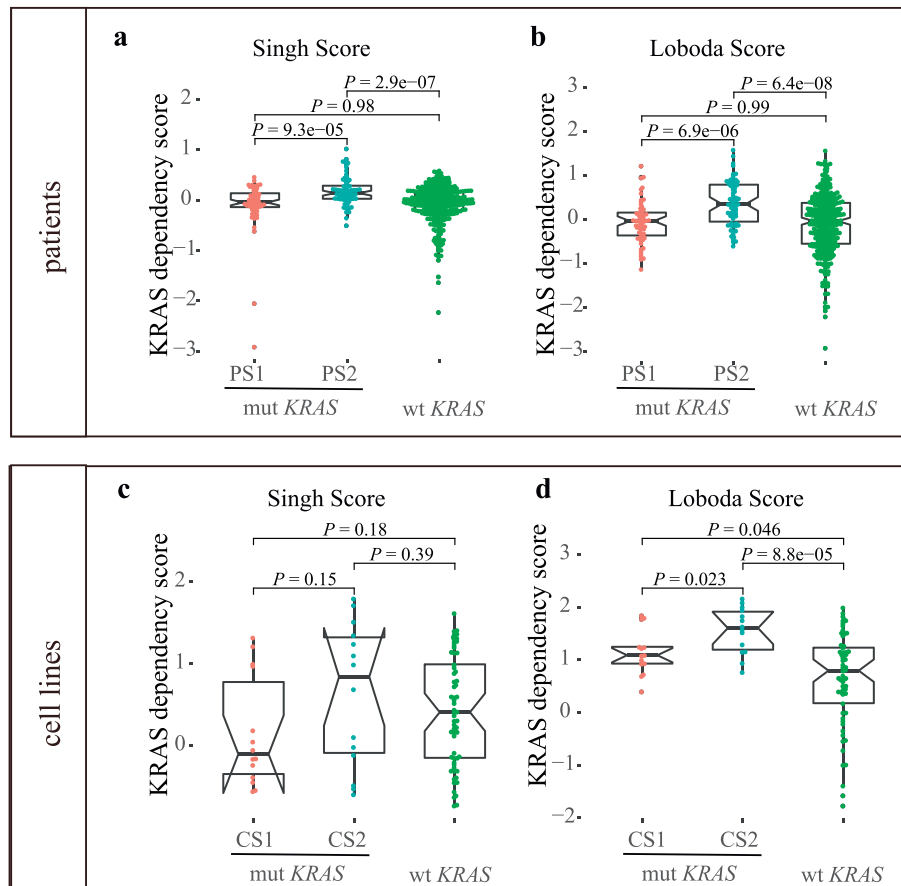 patients
a
Singh Score
KRAS dependency score
2
1
0
−1
−2
−3
P = 2.9e−07
P = 0.98
P = 9.3e−05
PS1
PS2
mut KRAS
wt KRAS
b
Loboda Score
KRAS dependency score
3
2
1
0
−1
−2
−3
P = 6.4e−08
P = 0.99
P = 6.9e−06
PS1
PS2
mut KRAS
wt KRAS
cell lines
c
Singh Score
KRAS dependency score
2
1
0
P = 0.18
P = 0.39
P = 0.15
CS1
CS2
mut KRAS
wt KRAS
d
Loboda Score
KRAS dependency score
3
2
1
0
−1
−2
P = 0.046
P = 8.8e−05
P = 0.023
CS1
CS2
mut KRAS
wt KRAS